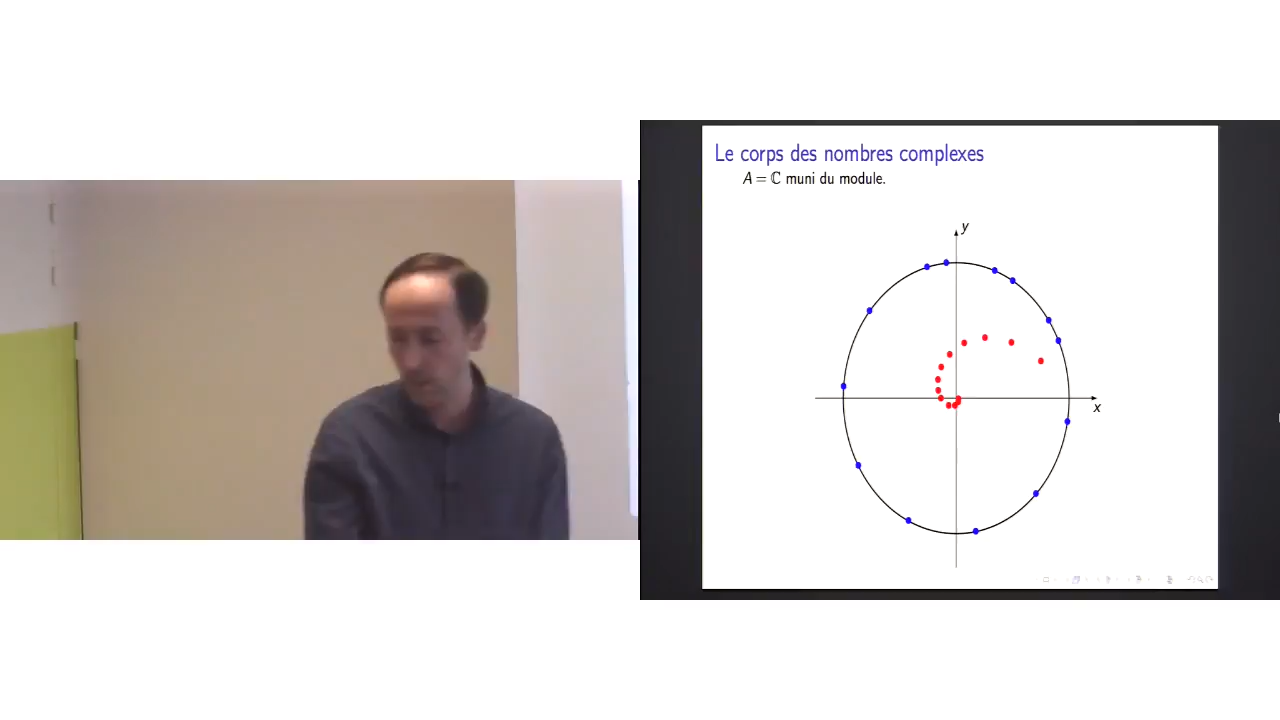 Le corps des nombres complexes
A = ℂ muni du module.
y
x